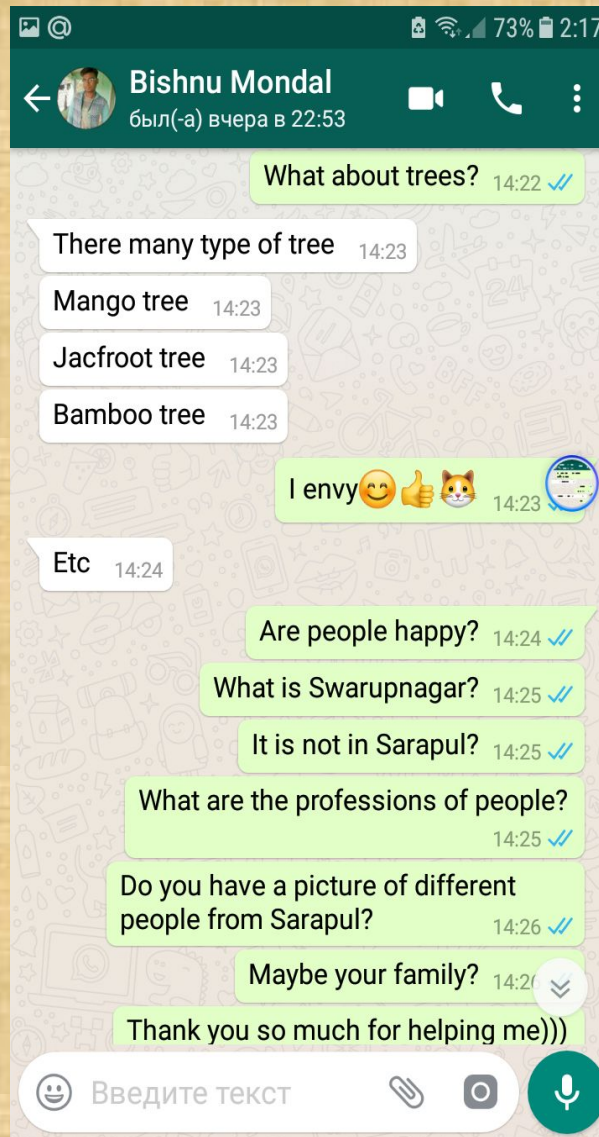 73% 2:17
Bishnu Mondal
был(-а) вчера в 22:53
What about trees? 14:22
There many type of tree 14:23
Mango tree 14:23
Jacfroot tree 14:23
Bamboo tree 14:23
I envy😊👍🐱 14:23
Etc 14:24
Are people happy? 14:24
What is Swarupnagar? 14:25
It is not in Sarapul? 14:25
What are the professions of people?
14:25
Do you have a picture of different
people from Sarapul? 14:26
Maybe your family? 14:26
Thank you so much for helping me)))
Введите текст